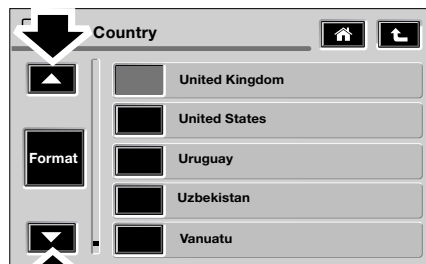 Country
United Kingdom
United States
Format
Uruguay
Uzbekistan
Vanuatu